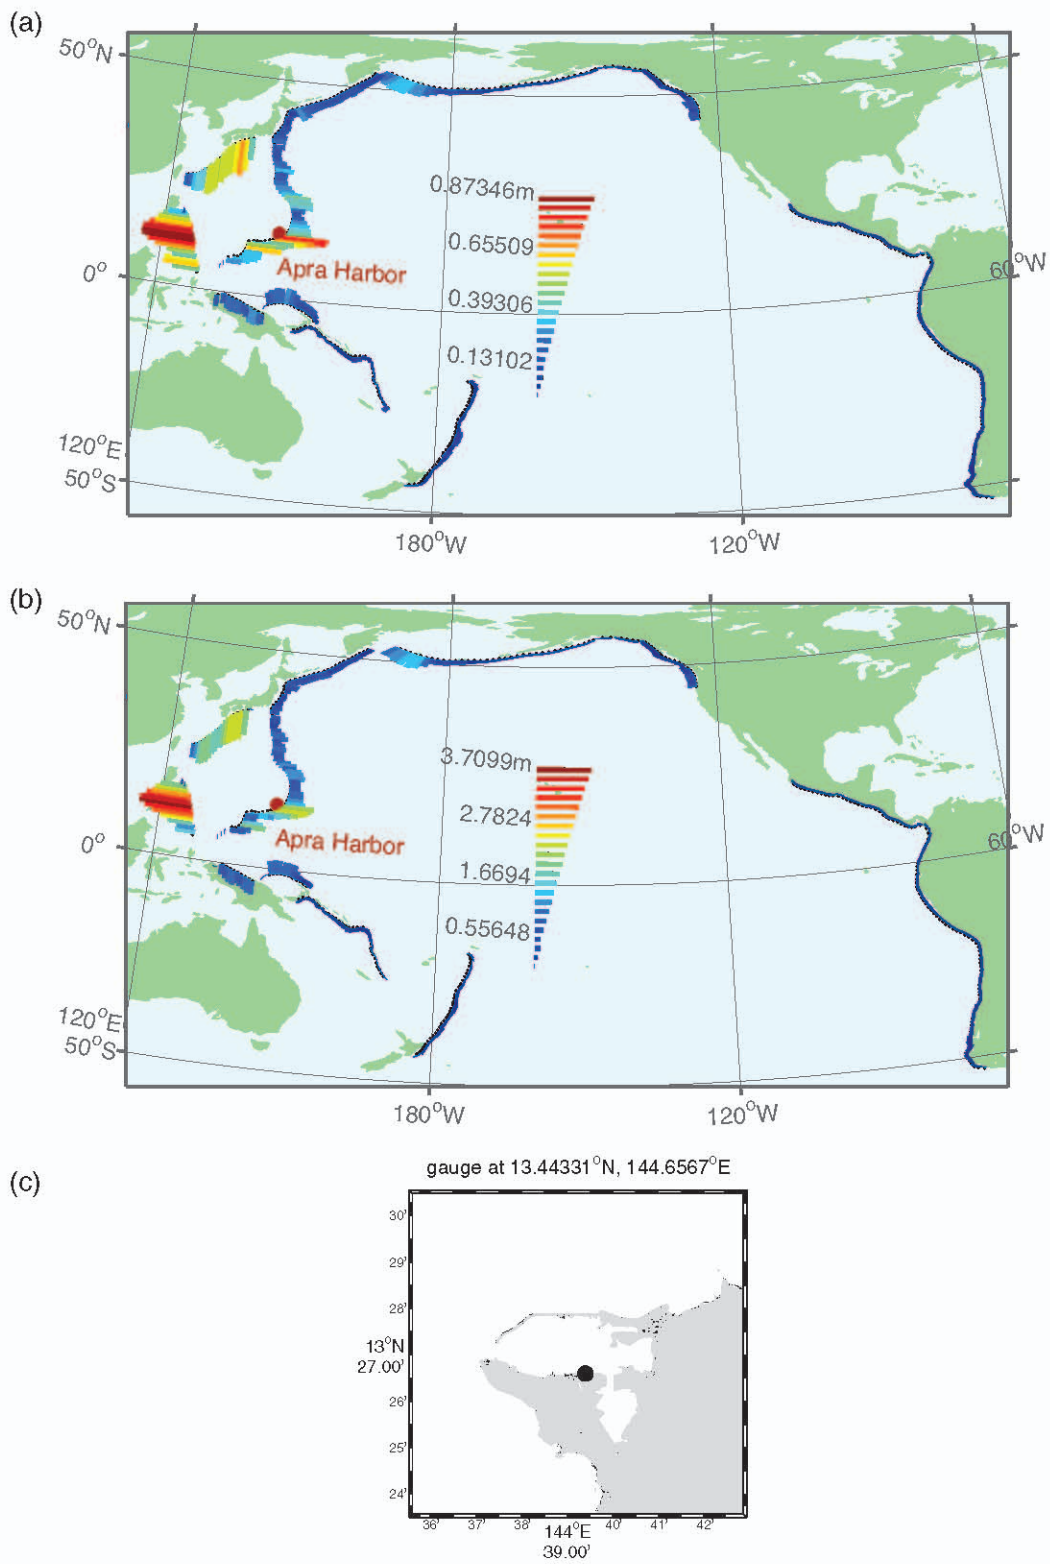 (a)
50°N
0.87346m
0.65509
Apra Harbor
0°
60°W
0.39306
0.13102
120°E
50°S
180°W
120°W
(b)
50°N
3.7099m
2.7824
Apra Harbor
0°
60°W
1.6694
0.55648
120°E
50°S
180°W
120°W
(c)
gauge at 13.44331°N, 144.6567°E
30'
29'
28'
13°N
27.00'
26'
25'
24'
36'
37'
38'
144°E
39.00'
40'
41'
42'